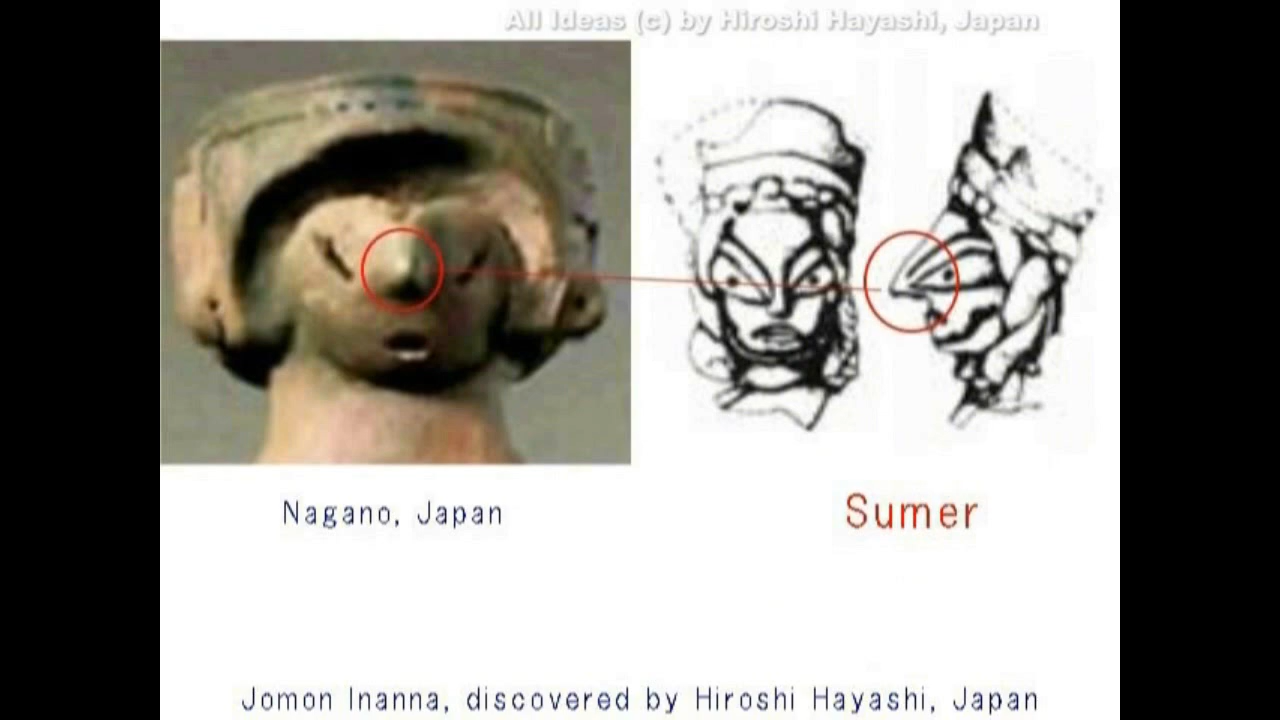 All Ideas (c) by Hiroshi Hayashi, Japan
Nagano, Japan
Sumer
Jomon Inanna, discovered by Hiroshi Hayashi, Japan